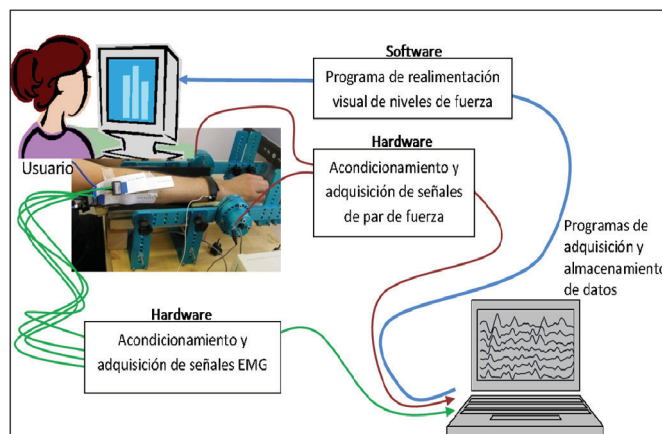 Software
Programa de realimentación
visual de niveles de fuerza
Usuario
Hardware
Acondicionamiento y
adquisición de señales
de par de fuerza
Programas de
adquisición y
almacenamiento
de datos
Hardware
Acondicionamiento y
adquisición de señales EMG